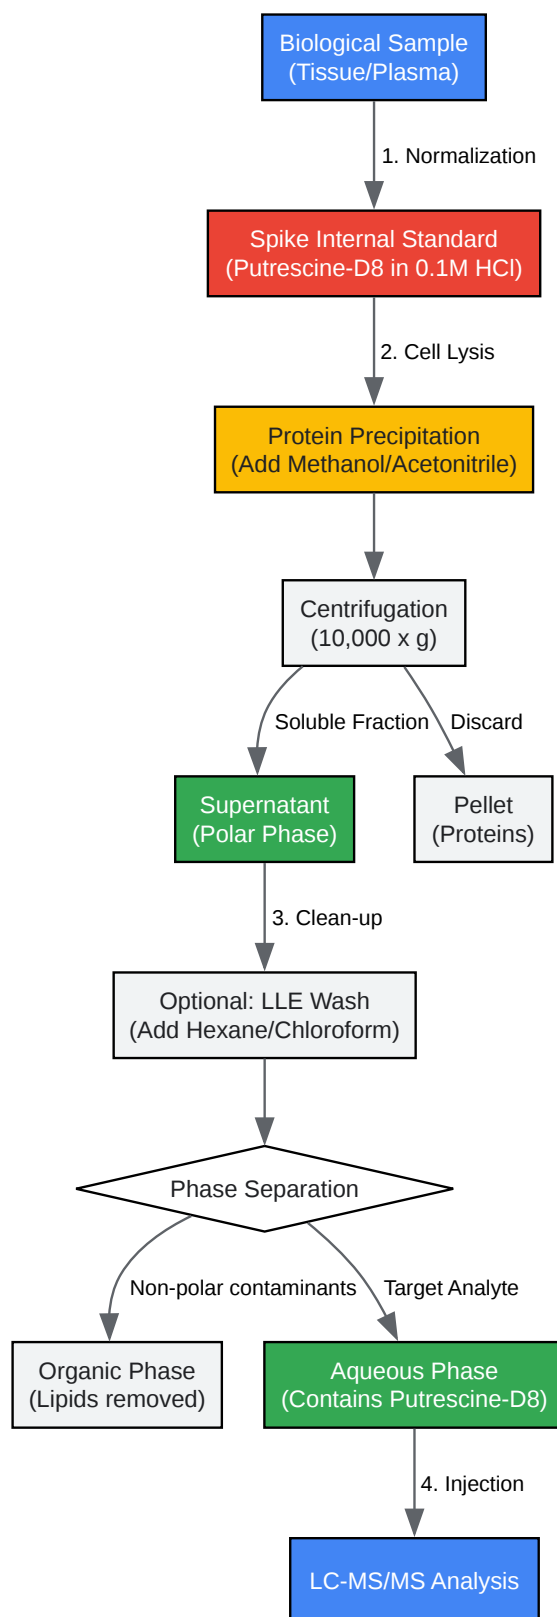 Biological Sample
(Tissue/Plasma)
1. Normalization
Spike Internal Standard
(Putrescine-D8 in 0.1M HCl)
2. Cell Lysis
Protein Precipitation
(Add Methanol/Acetonitrile)
Centrifugation
(10,000 x g)
Soluble Fraction
Discard
Supernatant
(Polar Phase)
Pellet
(Proteins)
3. Clean-up
Optional: LLE Wash
(Add Hexane/Chloroform)
Phase Separation
Non-polar contaminants
Target Analyte
Organic Phase
(Lipids removed)
Aqueous Phase
(Contains Putrescine-D8)
4. Injection
LC-MS/MS Analysis